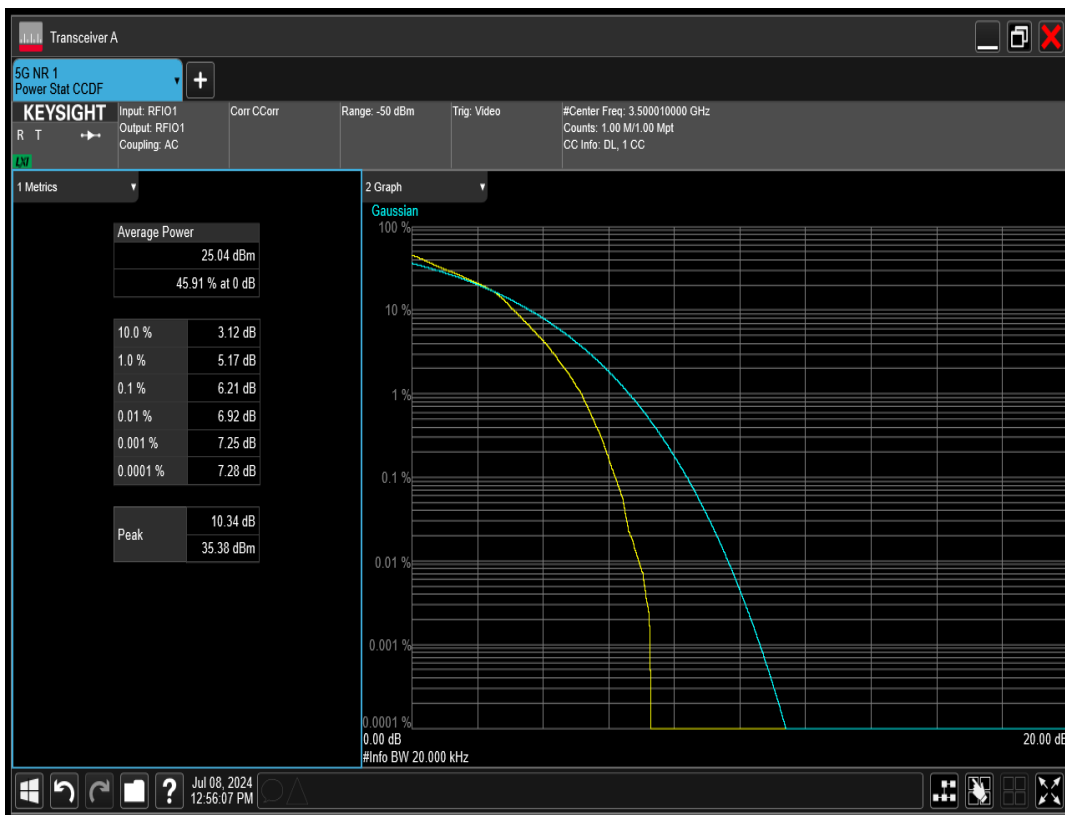 Transceiver A
5G NR 1
Power Stat CCDF
+
KEYSIGHT
R T
LXI
Input: RFIO1
Output: RFIO1
Coupling: AC
Corr CCorr
Range: -50 dBm
Trig: Video
#Center Freq: 3.500010000 GHz
Counts: 1.00 M/1.00 Mpt
CC Info: DL, 1 CC
1 Metrics
Average Power
25.04 dBm
45.91 % at 0 dB
10.0 % 3.12 dB
1.0 % 5.17 dB
0.1 % 6.21 dB
0.01 % 6.92 dB
0.001 % 7.25 dB
0.0001 % 7.28 dB
Peak
10.34 dB
35.38 dBm
2 Graph
Gaussian
100 %
10 %
1 %
0.1 %
0.01 %
0.001 %
0.0001 %
0.00 dB 20.00 dB
#Info BW 20.000 kHz
?
Jul 08, 2024
12:56:07 PM